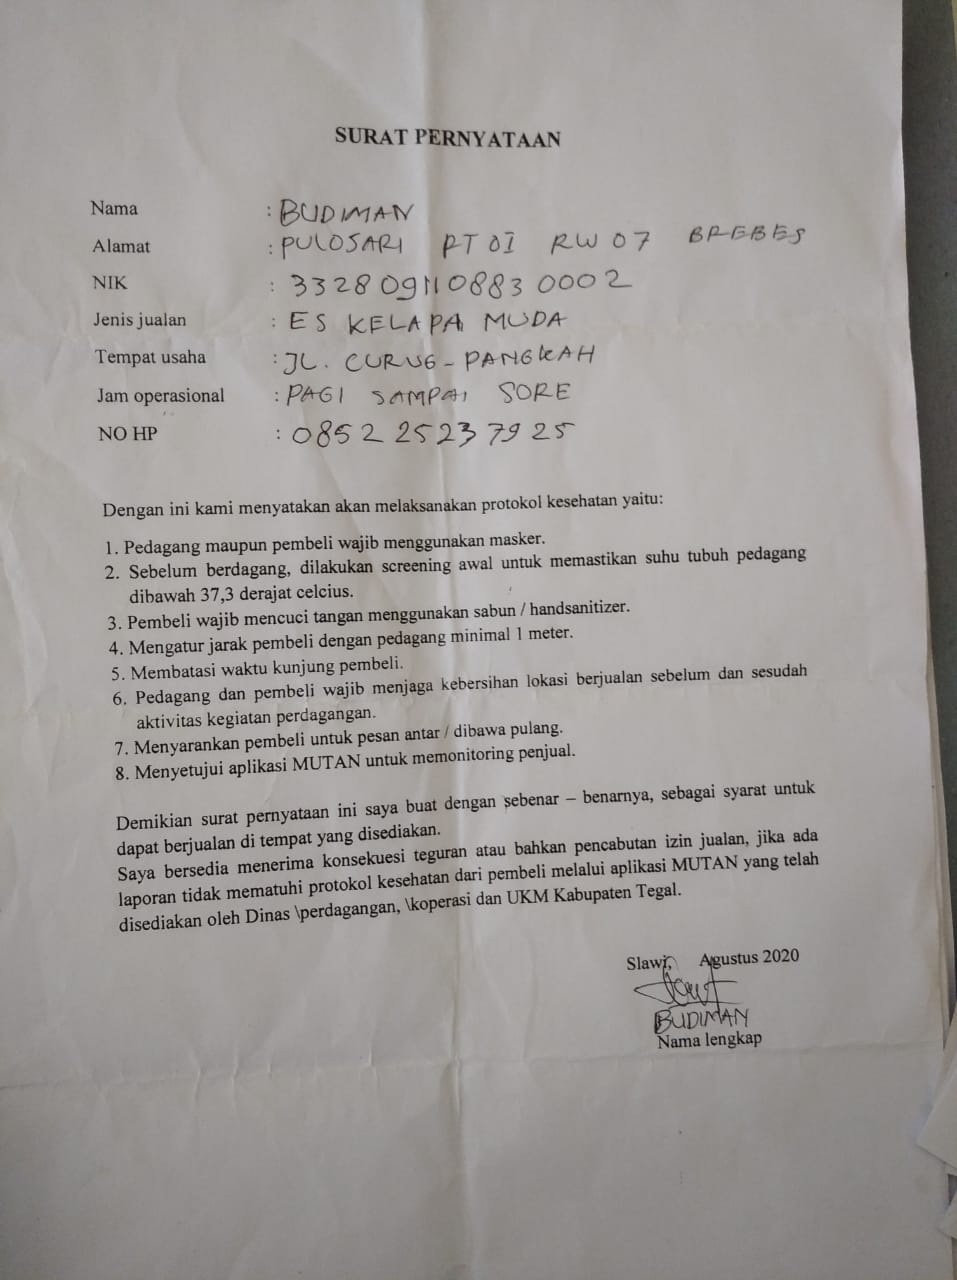 SURAT PERNYATAAN
Nama : BUDIMAN
Alamat : PULOSARI RT 01 RW 07 BREBES
NIK : 3328091108830002
Jenis jualan : ES KELAPA MUDA
Tempat usaha : JL. CURUG - PANGKAH
Jam operasional : PAGI SAMPAI SORE
NO HP : 085225237925
Dengan ini kami menyatakan akan melaksanakan protokol kesehatan yaitu:
1. Pedagang maupun pembeli wajib menggunakan masker.
2. Sebelum berdagang, dilakukan screening awal untuk memastikan suhu tubuh pedagang
dibawah 37,3 derajat celcius.
3. Pembeli wajib mencuci tangan menggunakan sabun / handsanitizer.
4. Mengatur jarak pembeli dengan pedagang minimal 1 meter.
5. Membatasi waktu kunjung pembeli.
6. Pedagang dan pembeli wajib menjaga kebersihan lokasi berjualan sebelum dan sesudah
aktivitas kegiatan perdagangan.
7. Menyarankan pembeli untuk pesan antar / dibawa pulang.
8. Menyetujui aplikasi MUTAN untuk memonitoring penjual.
Demikian surat pernyataan ini saya buat dengan sebenar – benarnya, sebagai syarat untuk
dapat berjualan di tempat yang disediakan.
Saya bersedia menerima konsekuesi teguran atau bahkan pencabutan izin jualan, jika ada
laporan tidak mematuhi protokol kesehatan dari pembeli melalui aplikasi MUTAN yang telah
disediakan oleh Dinas \perdagangan, \koperasi dan UKM Kabupaten Tegal.
Slawi, Agustus 2020
BUDIMAN
Nama lengkap